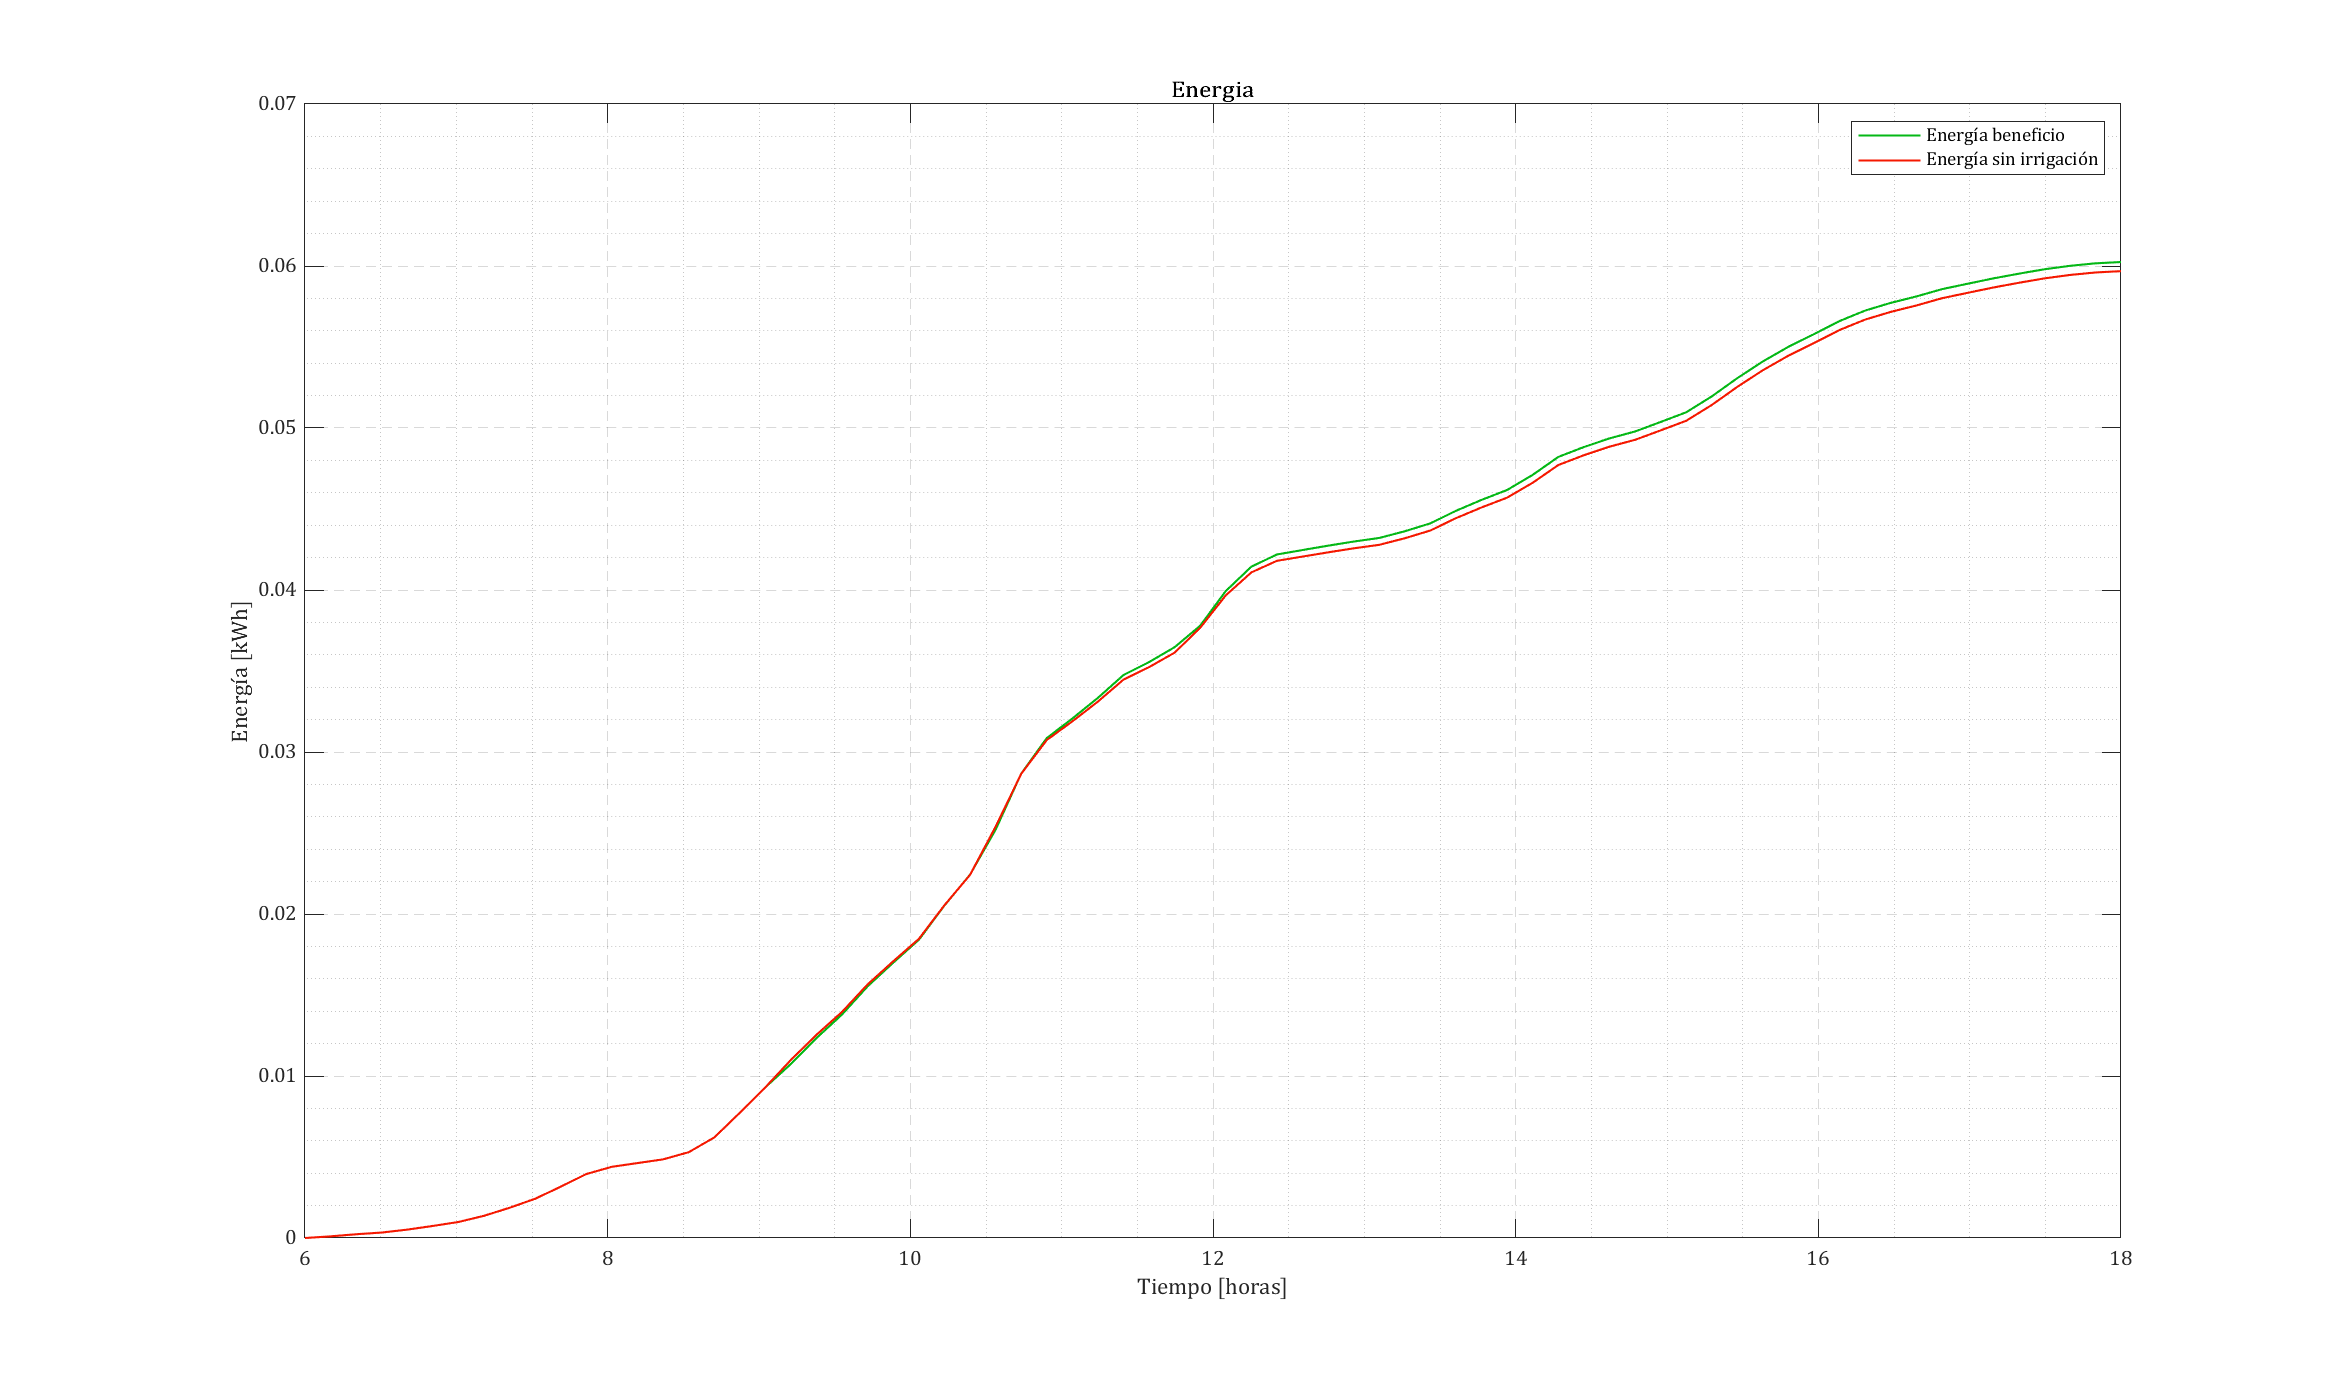 Energia
0.07
0.06
0.05
0.04
0.03
0.02
0.01
0
Energía [kWh]
Energía beneficio
Energía sin irrigación
6 8 10 12 14 16 18
Tiempo [horas]